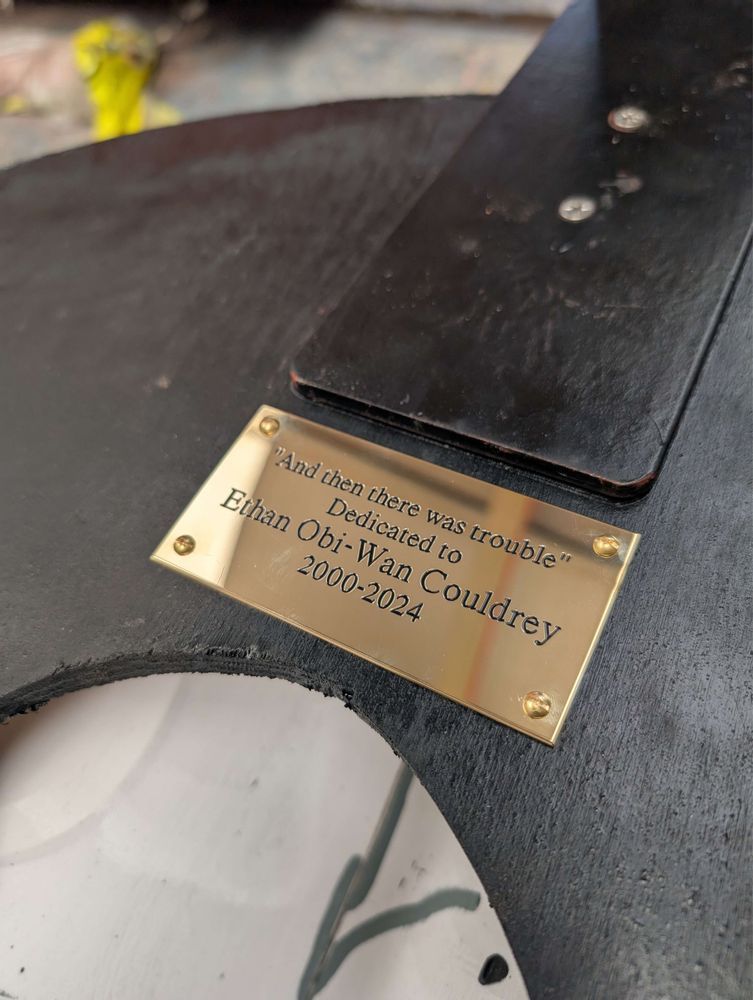 "And then there was trouble"
Dedicated to
Ethan Obi-Wan Couldrey
2000-2024